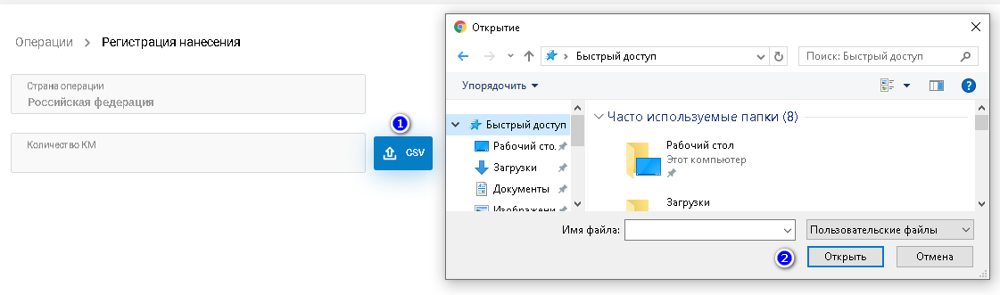 Операции > Регистрация нанесения
Страна операции
Российская федерация
Количество КМ
1
CSV
Открытие
Быстрый доступ
Поиск: Быстрый доступ
Упорядочить
Быстрый доступ
Рабочий сто.
Загрузки
Документы
Изображени
Часто используемые папки (8)
Рабочий стол
Этот компьютер
Загрузки
Имя файла:
Пользовательские файлы
2
Открыть
Отмена